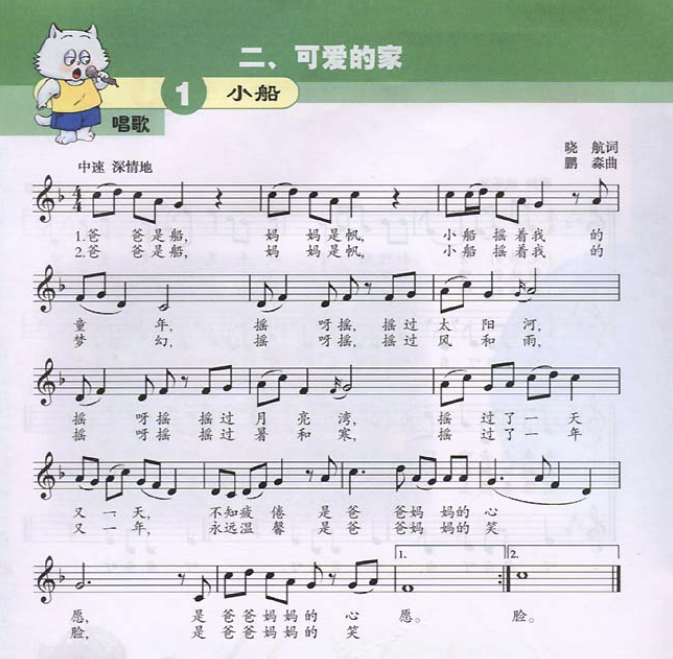 二、可爱的家
1 小船
唱歌
晓 航词
中速 深情地
鹏 淼曲
1.爸 爸是船, 妈 妈是帆, 小船 摇着我 的
2.爸 爸是船, 妈 妈是帆, 小船 摇着我 的
童 年, 摇 呀摇, 摇过太 阳 河,
梦 幻, 摇 呀摇, 摇过风 和 雨,
摇 呀摇 摇过 月 亮 湾, 摇 过了一 天
摇 呀摇 摇过 暑 和 寒, 摇 过了一 年
又 一 天, 不知疲 倦 是 爸 爸妈 妈的 心
又 一 年, 永远温 馨 是 爸 爸妈 妈的 笑
1. 2.
愿, 是 爸爸妈妈的 心 愿。 脸。
脸, 是 爸爸妈妈的 笑